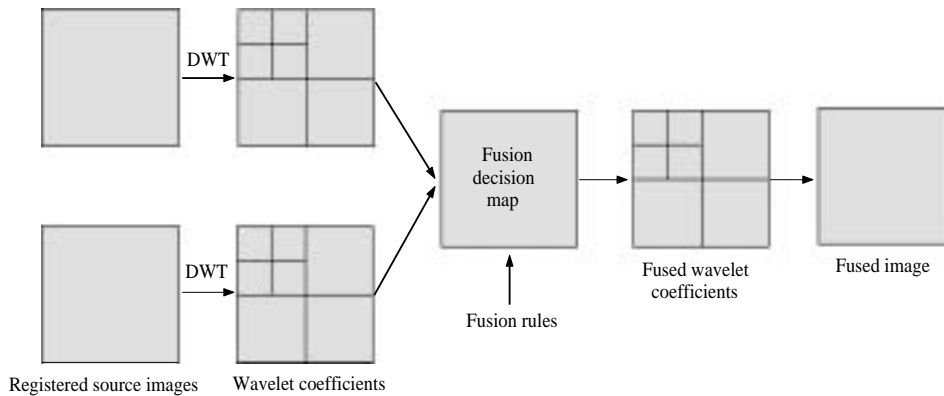 DWT
DWT
Registered source images
Wavelet coefficients
Fusion
decision
map
Fusion rules
Fused wavelet
coefficients
Fused image